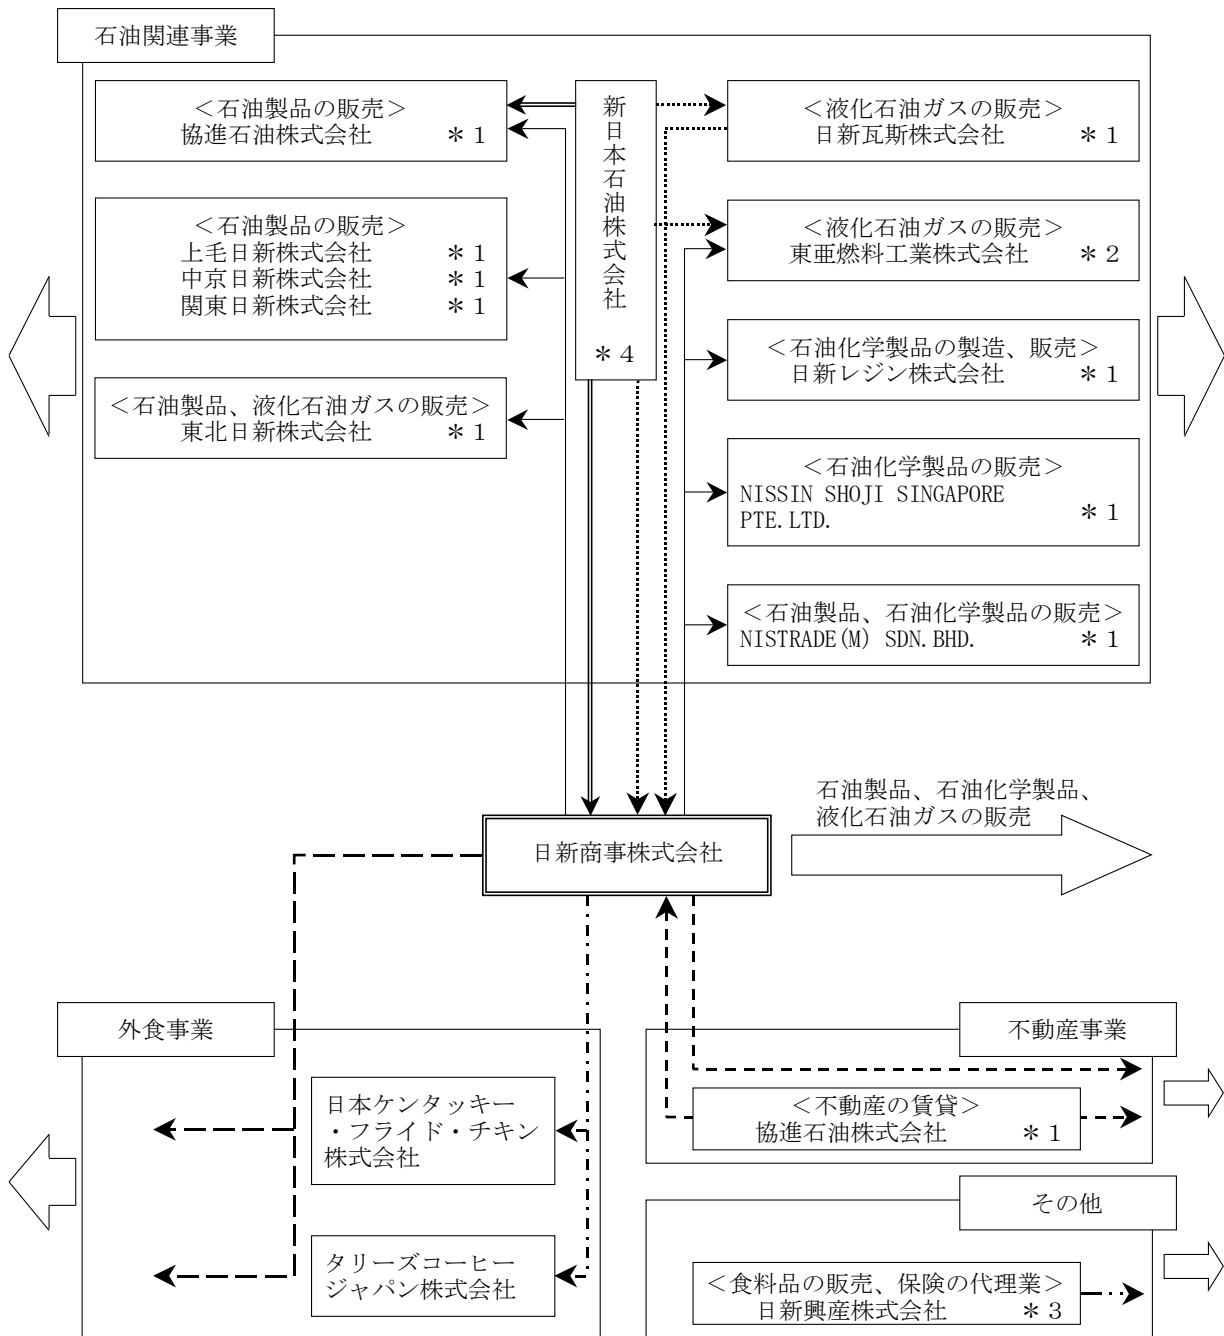 石油関連事業
＜石油製品の販売＞
協進石油株式会社 ＊１
＜石油製品の販売＞
上毛日新株式会社 ＊１
中京日新株式会社 ＊１
関東日新株式会社 ＊１
＜石油製品、液化石油ガスの販売＞
東北日新株式会社 ＊１
新日本石油株式会社
＊４
＜液化石油ガスの販売＞
日新瓦斯株式会社 ＊１
＜液化石油ガスの販売＞
東亜燃料工業株式会社 ＊２
＜石油化学製品の製造、販売＞
日新レジン株式会社 ＊１
＜石油化学製品の販売＞
NISSIN SHOJI SINGAPORE
PTE.LTD. ＊１
＜石油製品、石油化学製品の販売＞
NISTRADE(M) SDN.BHD. ＊１
石油製品、石油化学製品、
液化石油ガスの販売
日新商事株式会社
外食事業
日本ケンタッキー
・フライド・チキン
株式会社
タリーズコーヒー
ジャパン株式会社
不動産事業
＜不動産の賃貸＞
協進石油株式会社 ＊１
その他
＜食料品の販売、保険の代理業＞
日新興産株式会社 ＊３